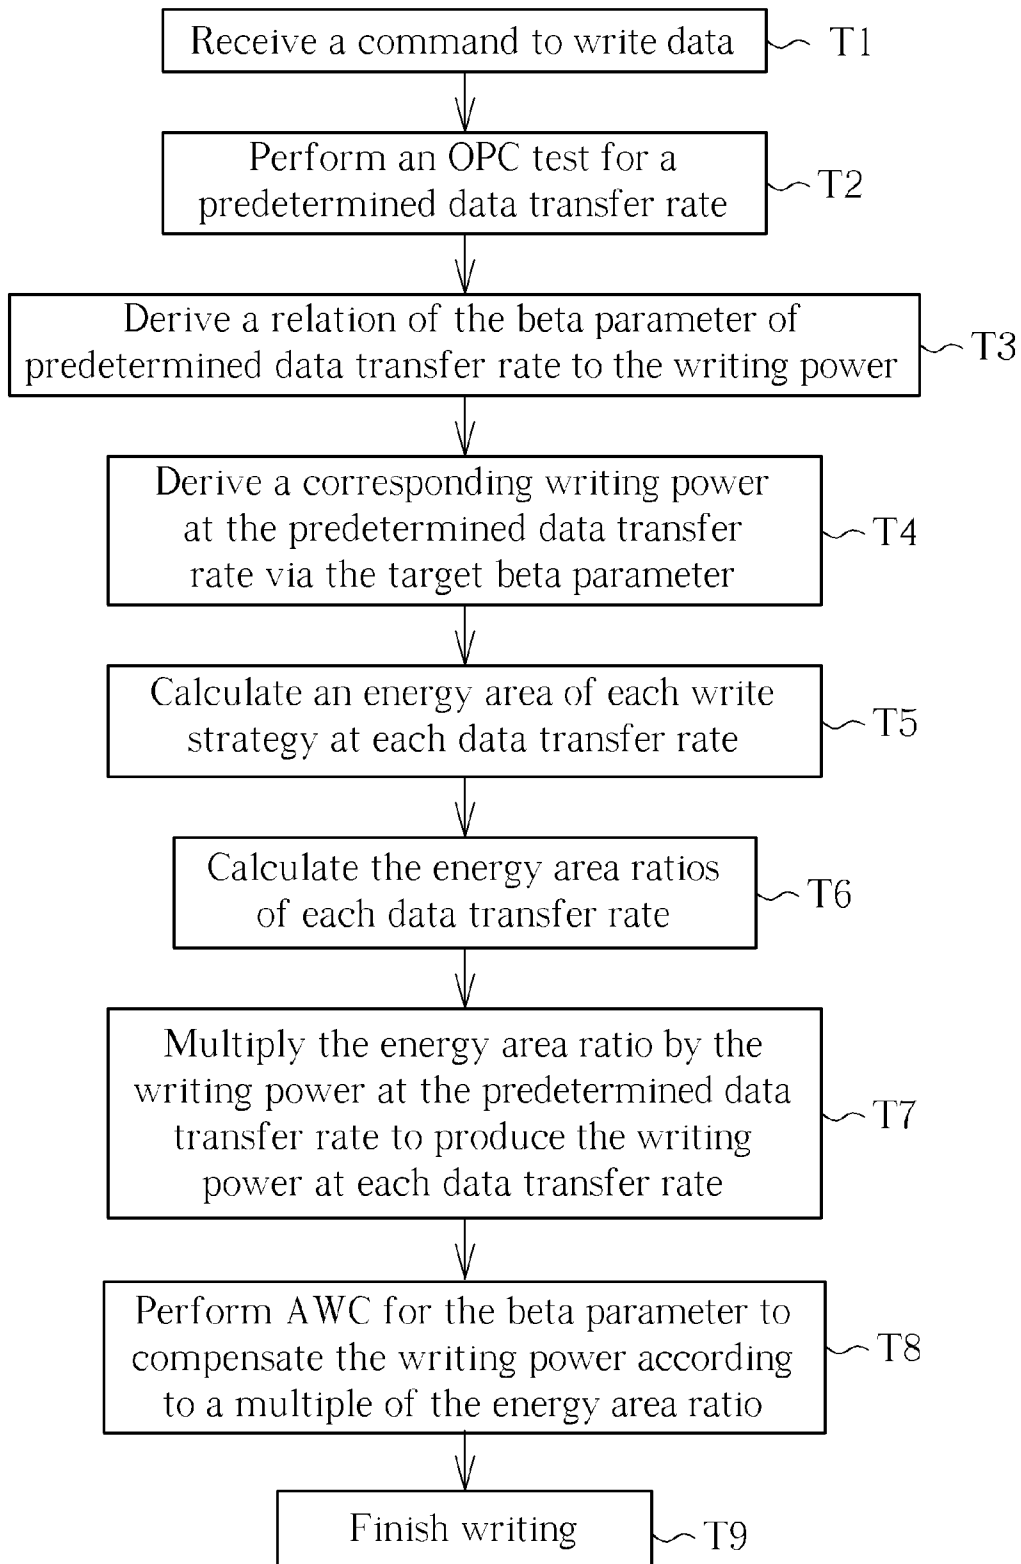 Receive a command to write data
T1
Perform an OPC test for a
predetermined data transfer rate
T2
Derive a relation of the beta parameter of
predetermined data transfer rate to the writing power
T3
Derive a corresponding writing power
at the predetermined data transfer
rate via the target beta parameter
T4
Calculate an energy area of each write
strategy at each data transfer rate
T5
Calculate the energy area ratios
of each data transfer rate
T6
Multiply the energy area ratio by the
writing power at the predetermined data
transfer rate to produce the writing
power at each data transfer rate
T7
Perform AWC for the beta parameter to
compensate the writing power according
to a multiple of the energy area ratio
T8
Finish writing
T9